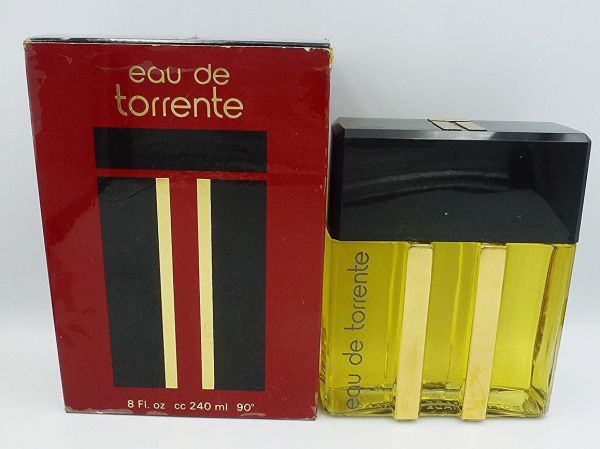 eau de
torrente
8 Fl. oz cc 240 ml 90°
eau de torrente